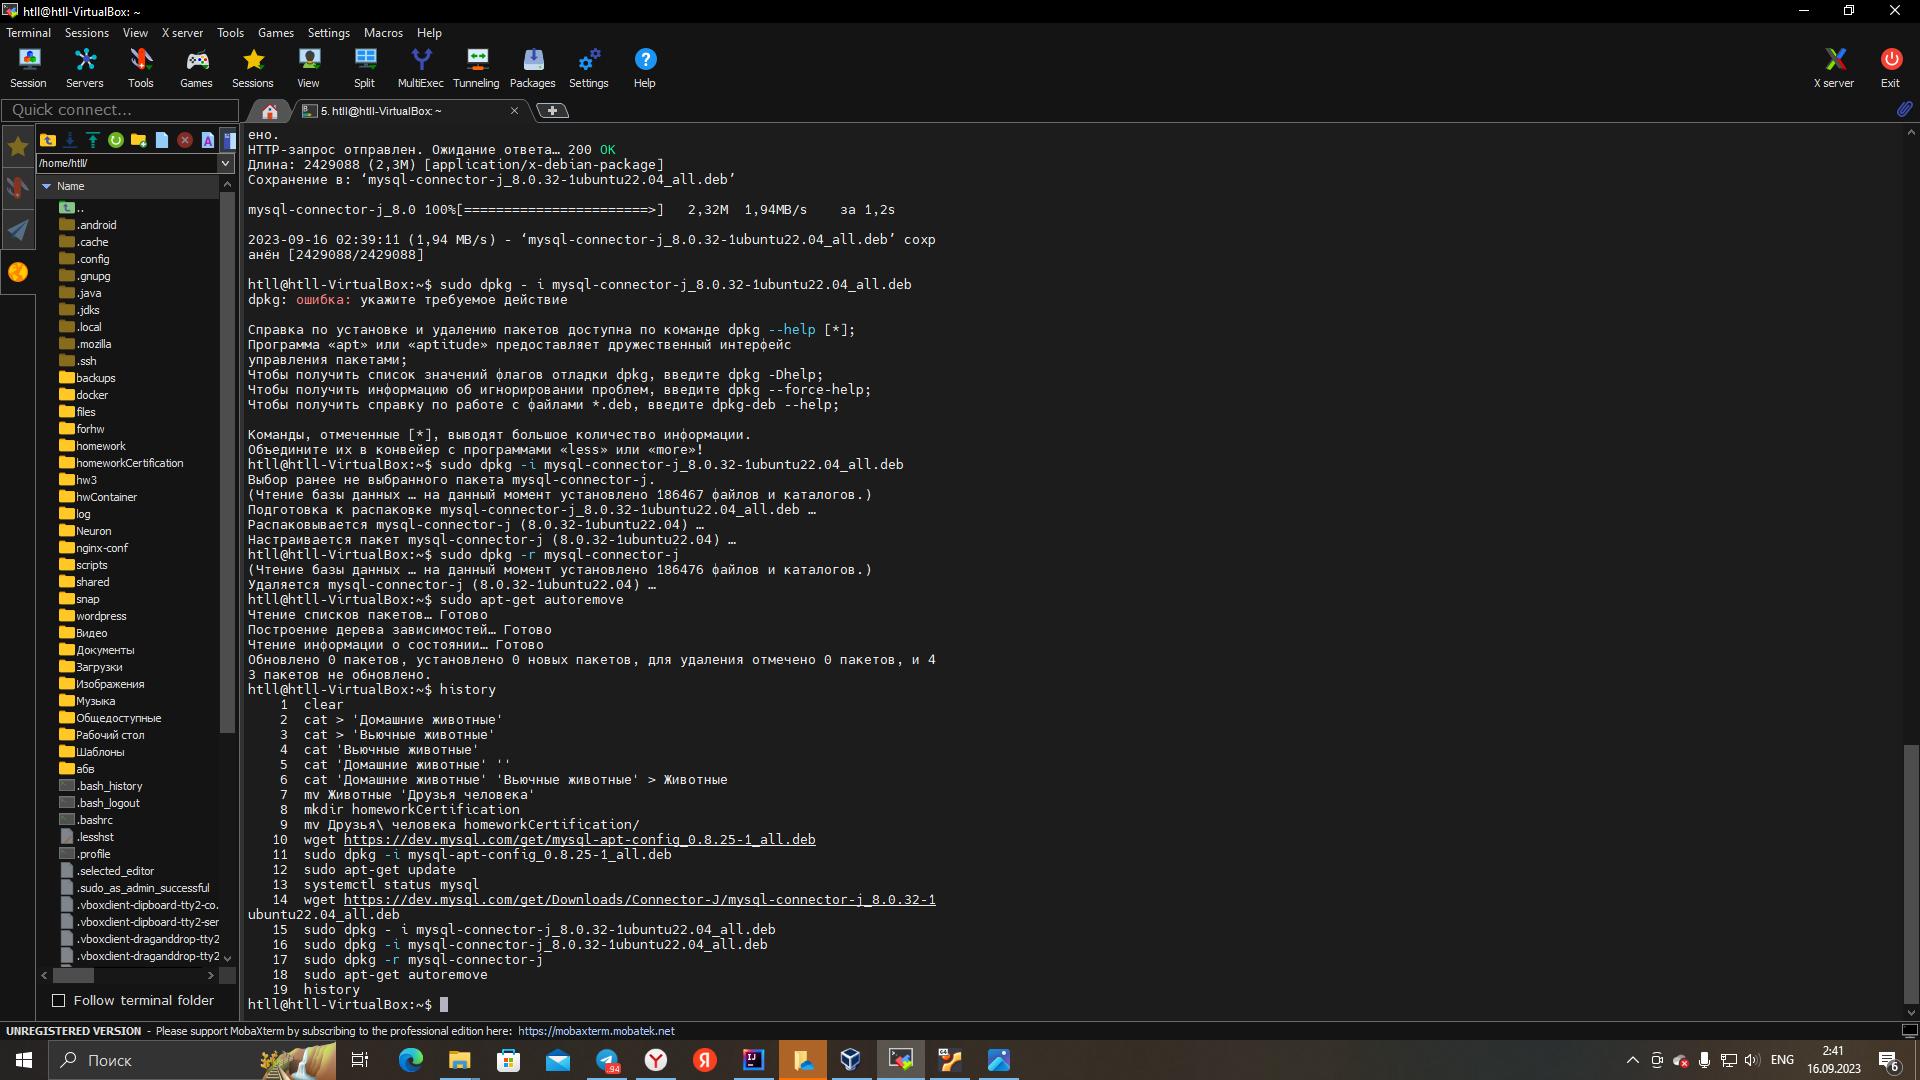 htll@htll-VirtualBox: ~
Terminal Sessions View X server Tools Games Settings Macros Help
Session Servers Tools Games Sessions View Split MultiExec Tunneling Packages Settings Help X server Exit
Quick connect...
5. htll@htll-VirtualBox: ~
/home/htll/
Name
..
.android
.cache
.config
.gnupg
.java
.jdks
.local
.mozilla
.ssh
backups
docker
files
forhw
homework
homeworkCertification
hw3
hwContainer
log
Neuron
nginx-conf
scripts
shared
snap
wordpress
Видео
Документы
Загрузки
Изображения
Музыка
Общедоступные
Рабочий стол
Шаблоны
абв
.bash_history
.bash_logout
.bashrc
.lesshst
.profile
.selected_editor
.sudo_as_admin_successful
.vboxclient-clipboard-tty2-co.
.vboxclient-clipboard-tty2-ser
.vboxclient-draganddrop-tty2
.vboxclient-draganddrop-tty2
Follow terminal folder
ено.
HTTP-запрос отправлен. Ожидание ответа… 200 OK
Длина: 2429088 (2,3M) [application/x-debian-package]
Сохранение в: ‘mysql-connector-j_8.0.32-1ubuntu22.04_all.deb’
mysql-connector-j_8.0 100%[=======================>] 2,32M 1,94MB/s за 1,2s
2023-09-16 02:39:11 (1,94 MB/s) - ‘mysql-connector-j_8.0.32-1ubuntu22.04_all.deb’ сохр
анён [2429088/2429088]
htll@htll-VirtualBox:~$ sudo dpkg - i mysql-connector-j_8.0.32-1ubuntu22.04_all.deb
dpkg: ошибка: укажите требуемое действие
Справка по установке и удалению пакетов доступна по команде dpkg --help [*];
Программа «apt» или «aptitude» предоставляет дружественный интерфейс
управления пакетами;
Чтобы получить список значений флагов отладки dpkg, введите dpkg -Dhelp;
Чтобы получить информацию об игнорировании проблем, введите dpkg --force-help;
Чтобы получить справку по работе с файлами *.deb, введите dpkg-deb --help;
Команды, отмеченные [*], выводят большое количество информации.
Объедините их в конвейер с программами «less» или «more»!
htll@htll-VirtualBox:~$ sudo dpkg -i mysql-connector-j_8.0.32-1ubuntu22.04_all.deb
Выбор ранее не выбранного пакета mysql-connector-j.
(Чтение базы данных … на данный момент установлено 186467 файлов и каталогов.)
Подготовка к распаковке mysql-connector-j_8.0.32-1ubuntu22.04_all.deb …
Распаковывается mysql-connector-j (8.0.32-1ubuntu22.04) …
Настраивается пакет mysql-connector-j (8.0.32-1ubuntu22.04) …
htll@htll-VirtualBox:~$ sudo dpkg -r mysql-connector-j
(Чтение базы данных … на данный момент установлено 186476 файлов и каталогов.)
Удаляется mysql-connector-j (8.0.32-1ubuntu22.04) …
htll@htll-VirtualBox:~$ sudo apt-get autoremove
Чтение списков пакетов… Готово
Построение дерева зависимостей… Готово
Чтение информации о состоянии… Готово
Обновлено 0 пакетов, установлено 0 новых пакетов, для удаления отмечено 0 пакетов, и 4
3 пакетов не обновлено.
htll@htll-VirtualBox:~$ history
1 clear
2 cat > 'Домашние животные'
3 cat > 'Вьючные животные'
4 cat 'Вьючные животные'
5 cat 'Домашние животные' ''
6 cat 'Домашние животные' 'Вьючные животные' > Животные
7 mv Животные 'Друзья человека'
8 mkdir homeworkCertification
9 mv Друзья\ человека homeworkCertification/
10 wget https://dev.mysql.com/get/mysql-apt-config_0.8.25-1_all.deb
11 sudo dpkg -i mysql-apt-config_0.8.25-1_all.deb
12 sudo apt-get update
13 systemctl status mysql
14 wget https://dev.mysql.com/get/Downloads/Connector-J/mysql-connector-j_8.0.32-1
ubuntu22.04_all.deb
15 sudo dpkg - i mysql-connector-j_8.0.32-1ubuntu22.04_all.deb
16 sudo dpkg -i mysql-connector-j_8.0.32-1ubuntu22.04_all.deb
17 sudo dpkg -r mysql-connector-j
18 sudo apt-get autoremove
19 history
htll@htll-VirtualBox:~$
UNREGISTERED VERSION - Please support MobaXterm by subscribing to the professional edition here: https://mobaxterm.mobatek.net
Поиск
.94
ENG
2:41
16.09.2023
6